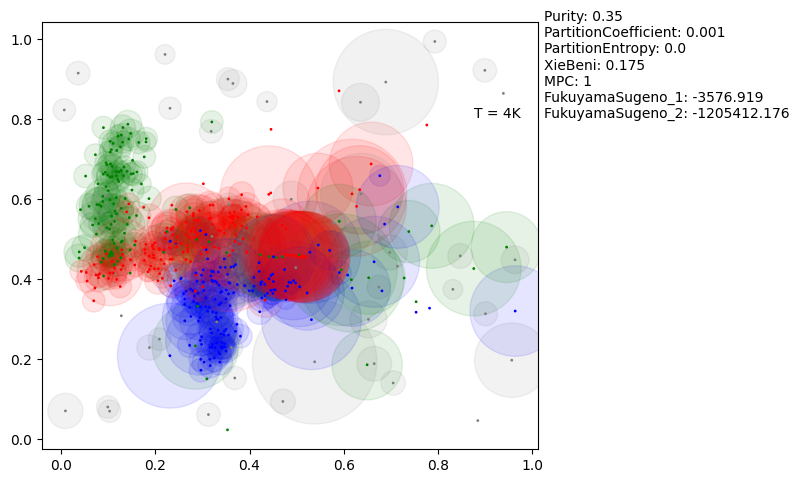 Purity: 0.35
PartitionCoefficient: 0.001
PartitionEntropy: 0.0
XieBeni: 0.175
MPC: 1
FukuyamaSugeno_1: -3576.919
FukuyamaSugeno_2: -1205412.176
T = 4K
1.0
0.8
0.6
0.4
0.2
0.0
0.0 0.2 0.4 0.6 0.8 1.0